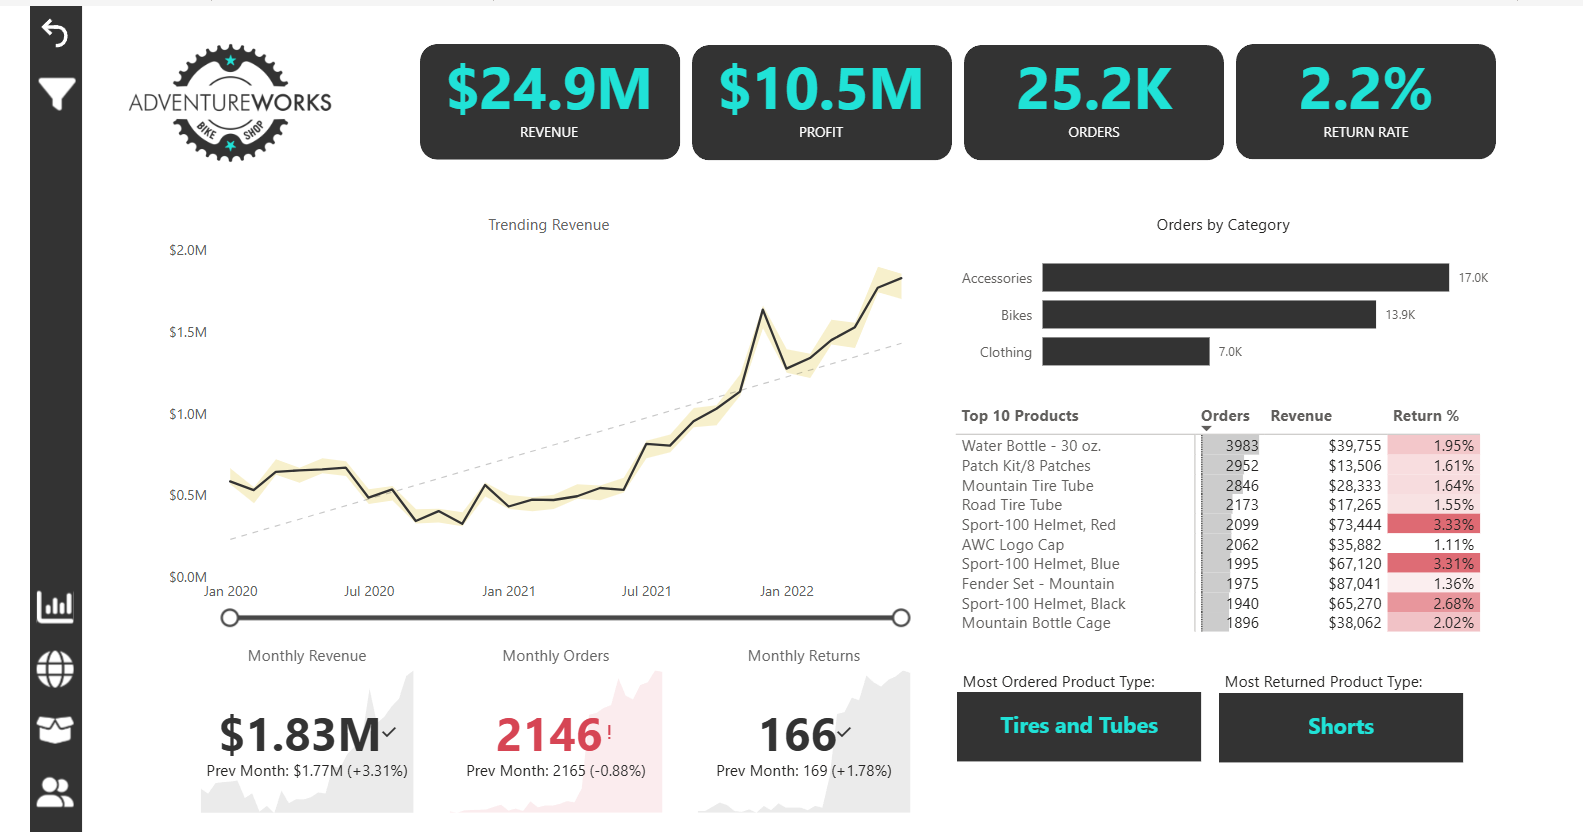 ADVENTUREWORKS
BIKE SHOP
$24.9M
REVENUE
$10.5M
PROFIT
25.2K
ORDERS
2.2%
RETURN RATE
Trending Revenue
$2.0M
$1.5M
$1.0M
$0.5M
$0.0M
Jan 2020 Jul 2020 Jan 2021 Jul 2021 Jan 2022
Orders by Category
Accessories 17.0K
Bikes 13.9K
Clothing 7.0K
Top 10 Products Orders Revenue Return %
Water Bottle - 30 oz. 3983 $39,755 1.95%
Patch Kit/8 Patches 2952 $13,506 1.61%
Mountain Tire Tube 2846 $28,333 1.64%
Road Tire Tube 2173 $17,265 1.55%
Sport-100 Helmet, Red 2099 $73,444 3.33%
AWC Logo Cap 2062 $35,882 1.11%
Sport-100 Helmet, Blue 1995 $67,120 3.31%
Fender Set - Mountain 1975 $87,041 1.36%
Sport-100 Helmet, Black 1940 $65,270 2.68%
Mountain Bottle Cage 1896 $38,062 2.02%
Monthly Revenue
$1.83M
Prev Month: $1.77M (+3.31%)
Monthly Orders
2146!
Prev Month: 2165 (-0.88%)
Monthly Returns
166
Prev Month: 169 (+1.78%)
Most Ordered Product Type:
Tires and Tubes
Most Returned Product Type:
Shorts